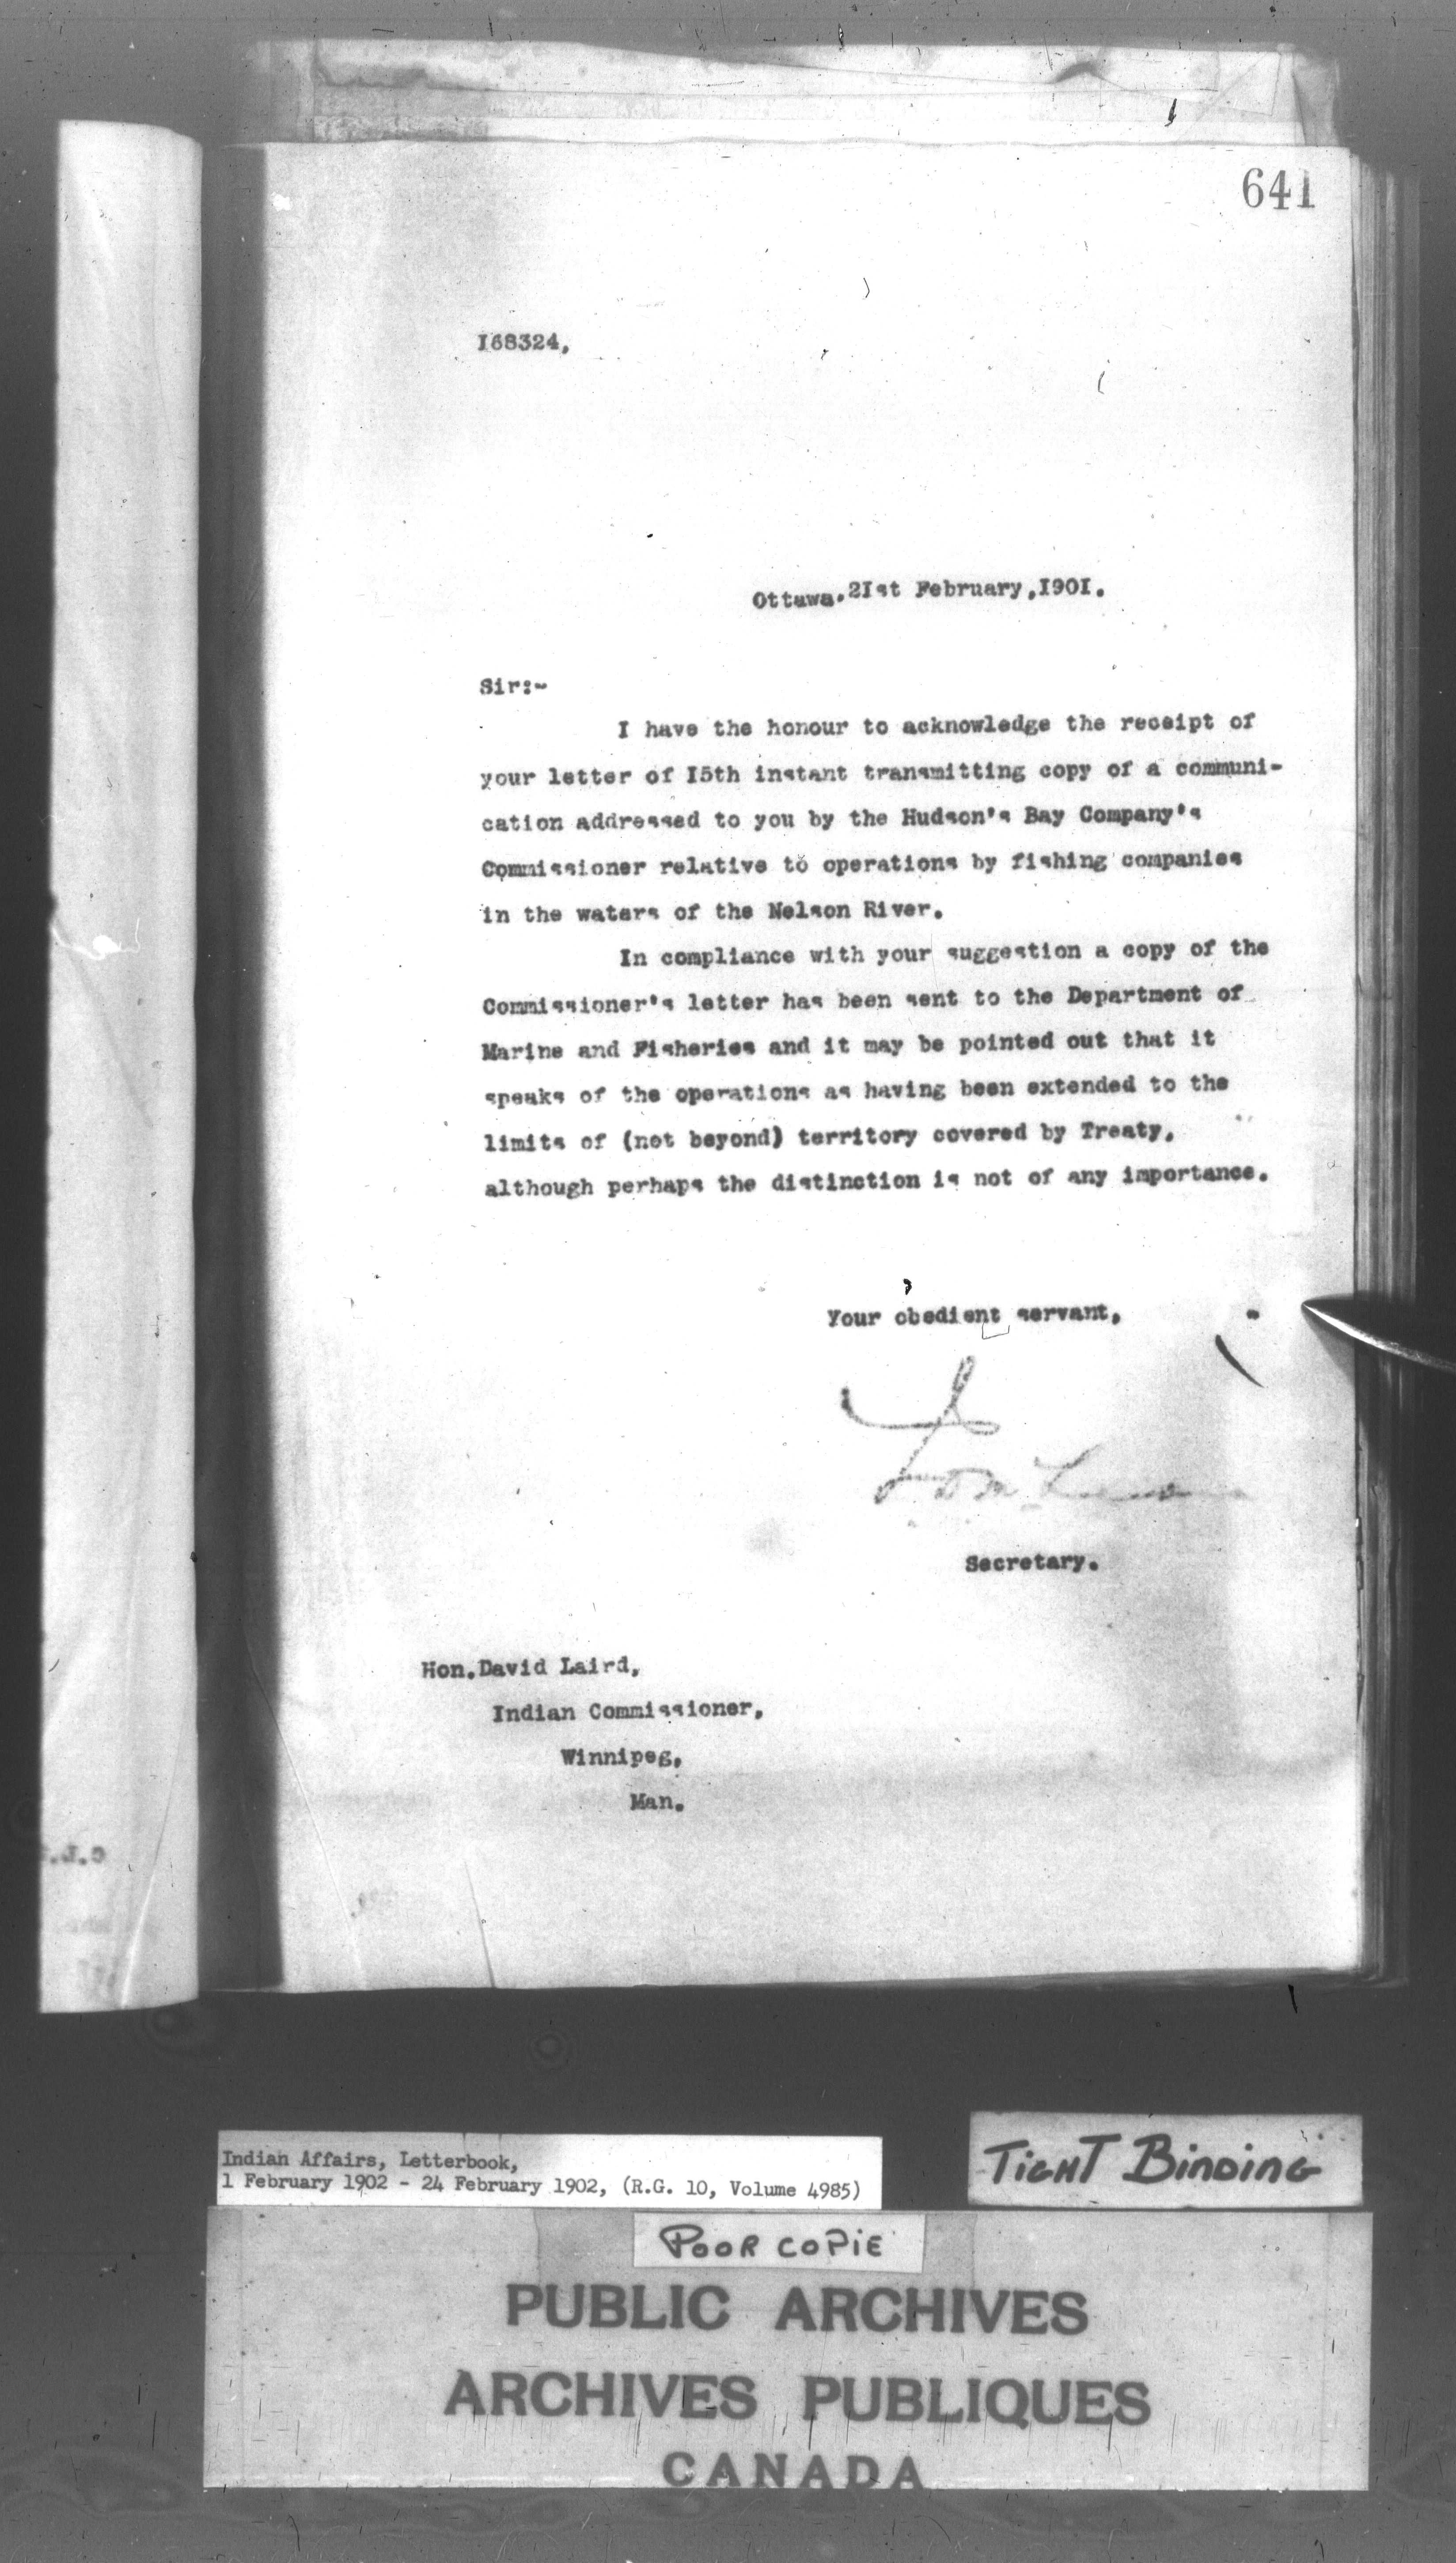 641
I68324,
Ottawa. 2Ist February, I90I.
Sir:-
I have the honour to acknowledge the receipt of
your letter of I5th instant transmitting copy of a communi-
cation addressed to you by the Hudson's Bay Company's
Commissioner relative to operations by fishing companies
in the waters of the Nelson River.
In compliance with your suggestion a copy of the
Commissioner's letter has been sent to the Department of
Marine and Fisheries and it may be pointed out that it
speaks of the operations as having been extended to the
limits of (not beyond) territory covered by Treaty,
although perhaps the distinction is not of any importance.
Your obedient servant,
Secretary.
Hon. David Laird,
Indian Commissioner,
Winnipeg,
Man.
Indian Affairs, Letterbook,
1 February 1902 - 24 February 1902, (R.G. 10, Volume 4985)
TIGHT BINDING
POOR COPIE
PUBLIC ARCHIVES
ARCHIVES PUBLIQUES
CANADA